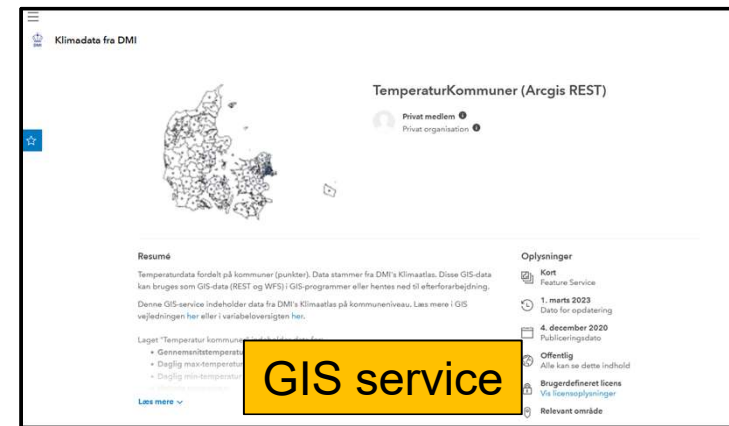 Klimadata fra DMI
TemperaturKommuner (Arcgis REST)
Privat medlem
Privat organisation
Resumé
Temperaturdata fordelt på kommuner (punkter). Data stammer fra DMI's Klimaatlas. Disse GIS-data
kan bruges som GIS-data (REST og WFS) i GIS-programmer eller hentes ned til efterforarbejdning.
Denne GIS-service indeholder data fra DMI's Klimaatlas på kommuneniveau. Læs mere i GIS
vejledningen her eller i variabeloversigten her.
Laget "Temperatur kommune" indeholder data for:
Gennemsnitstemperatu
Daglig max-temperatur
Daglig min-temperatur
Læs mere
GIS service
Oplysninger
Kort
Feature Service
1. marts 2023
Dato for opdatering
4. december 2020
Publiceringsdato
Offentlig
Alle kan se dette indhold
Brugerdefineret licens
Vis licensoplysninger
Relevant område